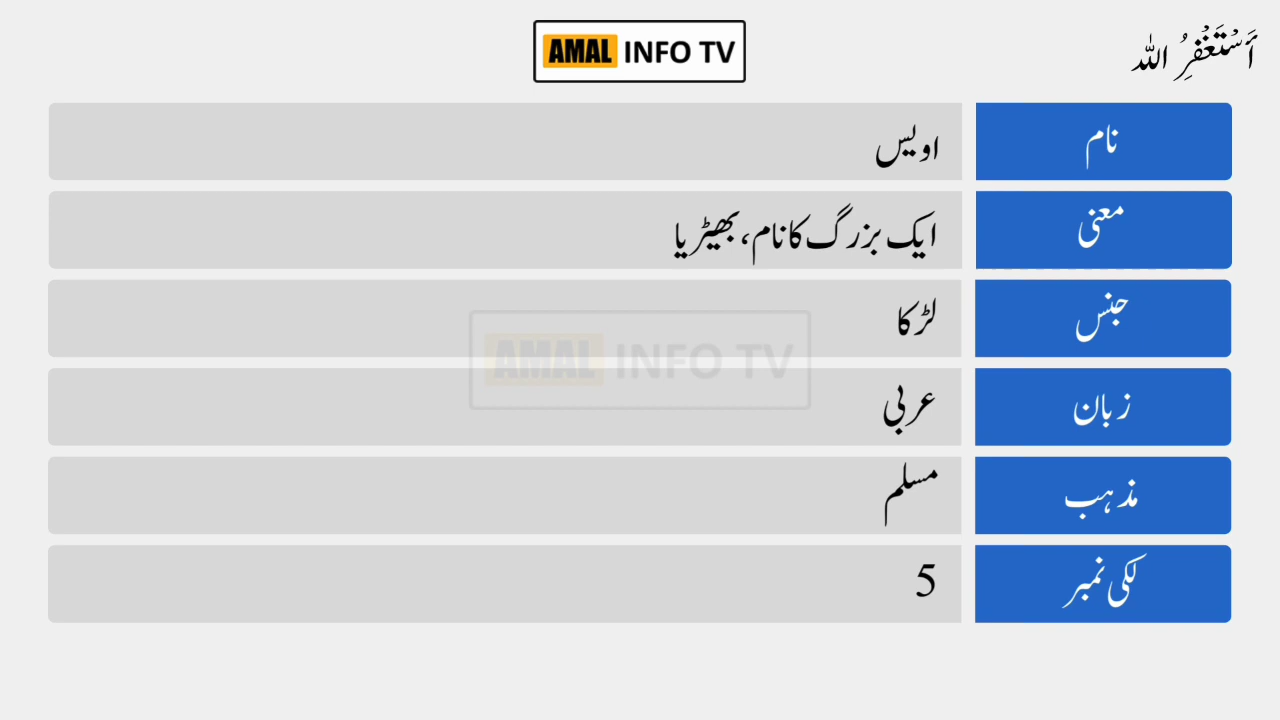 AMAL INFO TV
أَسْتَغْفِرُ اللہ
نام
اویس
معنی
ایک بزرگ کا نام، بھیڑیا
جنس
لڑکا
زبان
عربی
مذہب
مسلم
لکی نمبر
5
AMAL INFO TV